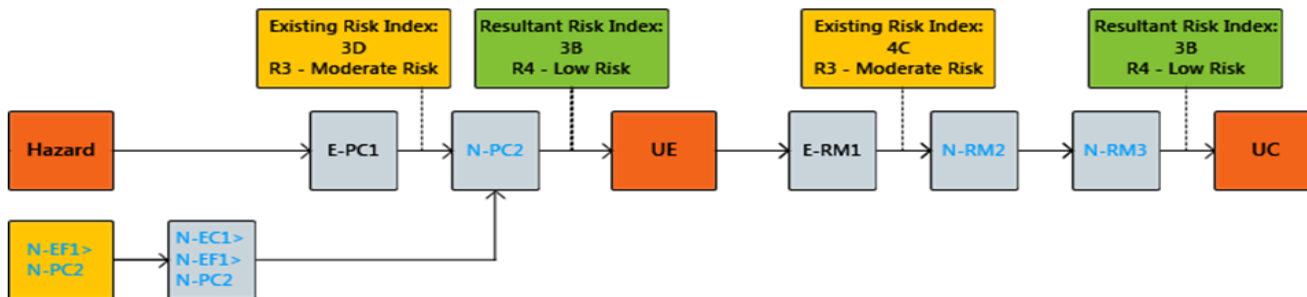 Existing Risk Index:
3D
R3 - Moderate Risk
Resultant Risk Index:
3B
R4 - Low Risk
Existing Risk Index:
4C
R3 - Moderate Risk
Resultant Risk Index:
3B
R4 - Low Risk
Hazard
E-PC1
N-PC2
UE
E-RM1
N-RM2
N-RM3
UC
N-EF1>
N-PC2
N-EC1>
N-EF1>
N-PC2